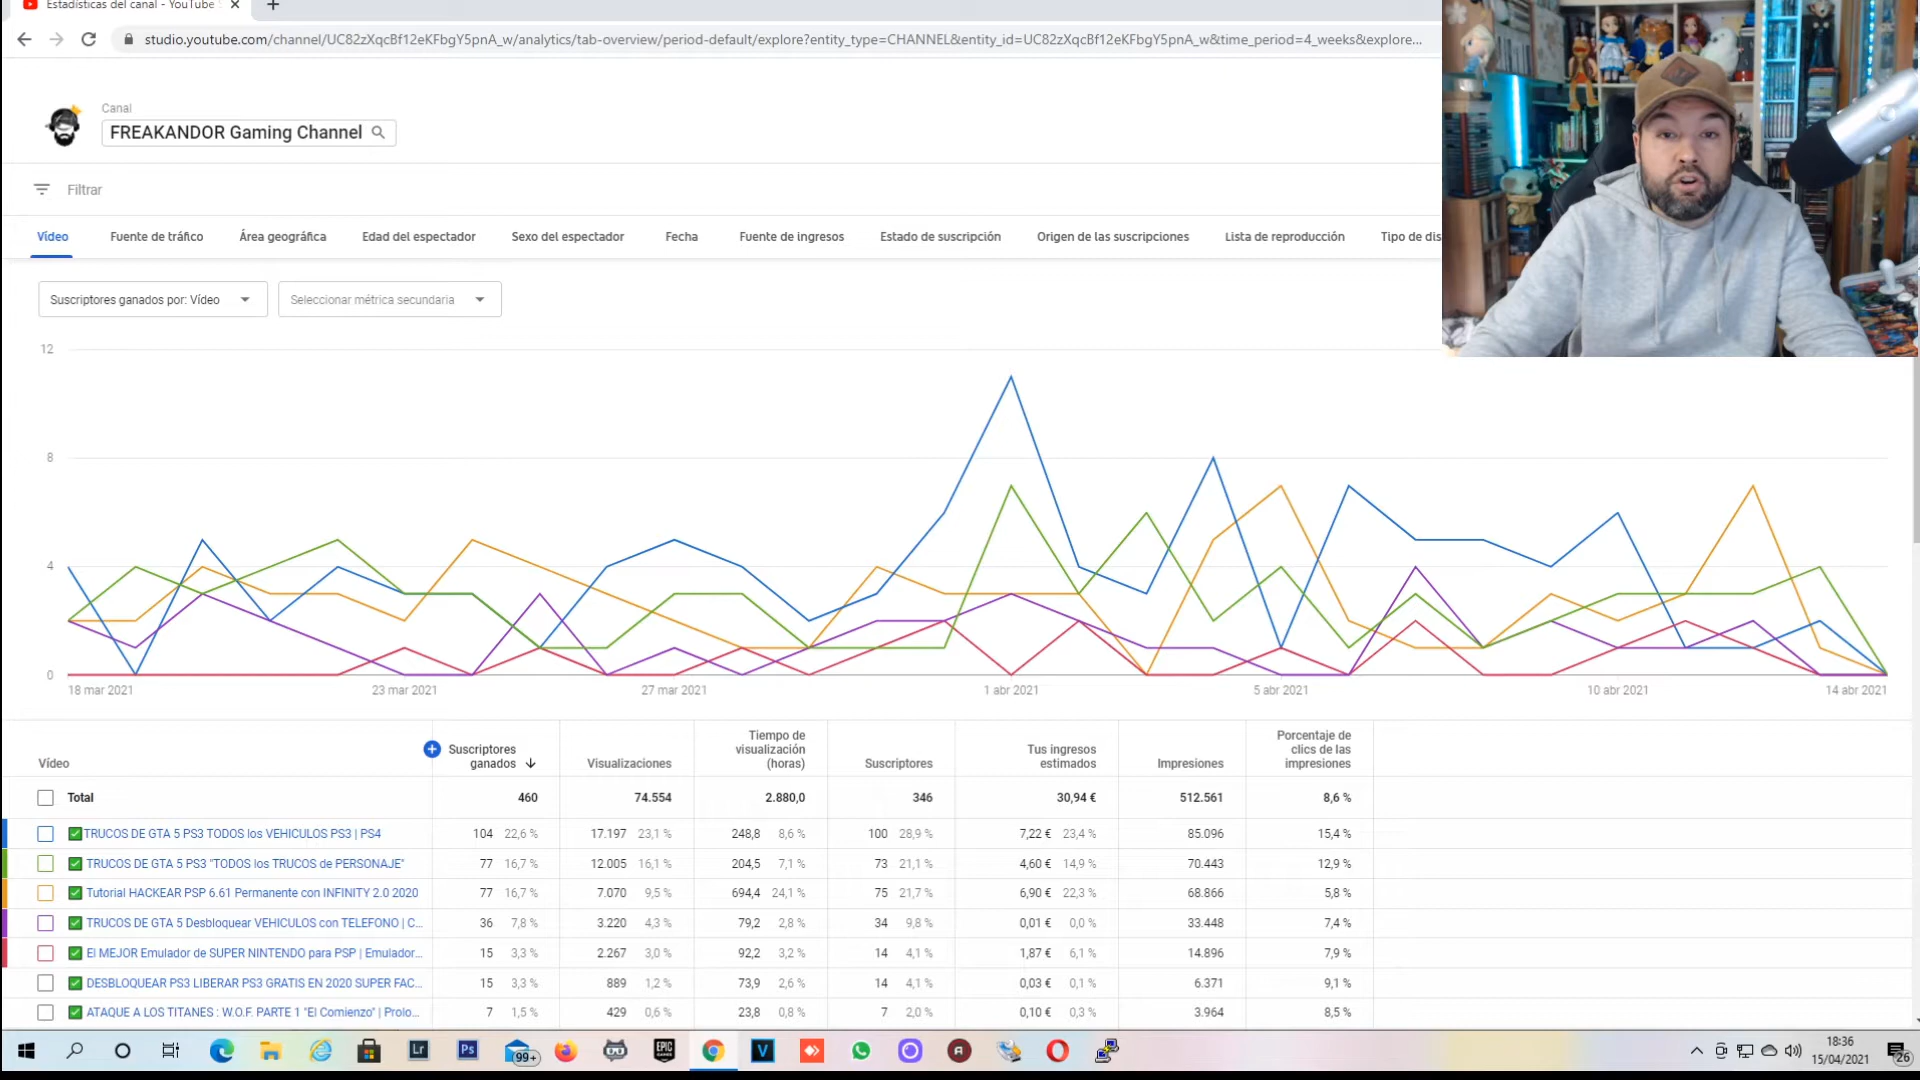 Estadísticas del canal - YouTube
studio.youtube.com/channel/UC82zXqcBf12eKFbgY5pnA_w/analytics/tab-overview/period-default/explore?entity_type=CHANNEL&entity_id=UC82zXqcBf12eKFbgY5pnA_w&time_period=4_weeks&explore...
Canal
FREAKANDOR Gaming Channel
Filtrar
Vídeo Fuente de tráfico Área geográfica Edad del espectador Sexo del espectador Fecha Fuente de ingresos Estado de suscripción Origen de las suscripciones Lista de reproducción Tipo de dis
Suscriptores ganados por: Vídeo Seleccionar métrica secundaria
12
8
4
0
18 mar 2021 23 mar 2021 27 mar 2021 1 abr 2021 5 abr 2021 10 abr 2021 14 abr 2021
Vídeo Suscriptores ganados Visualizaciones Tiempo de visualización (horas) Suscriptores Tus ingresos estimados Impresiones Porcentaje de clics de las impresiones
Total 460 74.554 2.880,0 346 30,94 € 512.561 8,6 %
TRUCOS DE GTA 5 PS3 TODOS los VEHICULOS PS3 | PS4 104 22,6 % 17.197 23,1 % 248,8 8,6 % 100 28,9 % 7,22 € 23,4 % 85.096 15,4 %
TRUCOS DE GTA 5 PS3 "TODOS los TRUCOS de PERSONAJE" 77 16,7 % 12.005 16,1 % 204,5 7,1 % 73 21,1 % 4,60 € 14,9 % 70.443 12,9 %
Tutorial HACKEAR PSP 6.61 Permanente con INFINITY 2.0 2020 77 16,7 % 7.070 9,5 % 694,4 24,1 % 75 21,7 % 6,90 € 22,3 % 68.866 5,8 %
TRUCOS DE GTA 5 Desbloquear VEHICULOS con TELEFONO | C... 36 7,8 % 3.220 4,3 % 79,2 2,8 % 34 9,8 % 0,01 € 0,0 % 33.448 7,4 %
El MEJOR Emulador de SUPER NINTENDO para PSP | Emulador... 15 3,3 % 2.267 3,0 % 92,2 3,2 % 14 4,1 % 1,87 € 6,1 % 14.896 7,9 %
DESBLOQUEAR PS3 LIBERAR PS3 GRATIS EN 2020 SUPER FAC... 15 3,3 % 889 1,2 % 73,9 2,6 % 14 4,1 % 0,03 € 0,1 % 6.371 9,1 %
ATAQUE A LOS TITANES : W.O.F. PARTE 1 "El Comienzo" | Prolo... 7 1,5 % 429 0,6 % 23,8 0,8 % 7 2,0 % 0,10 € 0,3 % 3.964 8,5 %
Lr Ps 99+ EPIC GAMES V A 18:36
15/04/2021 26